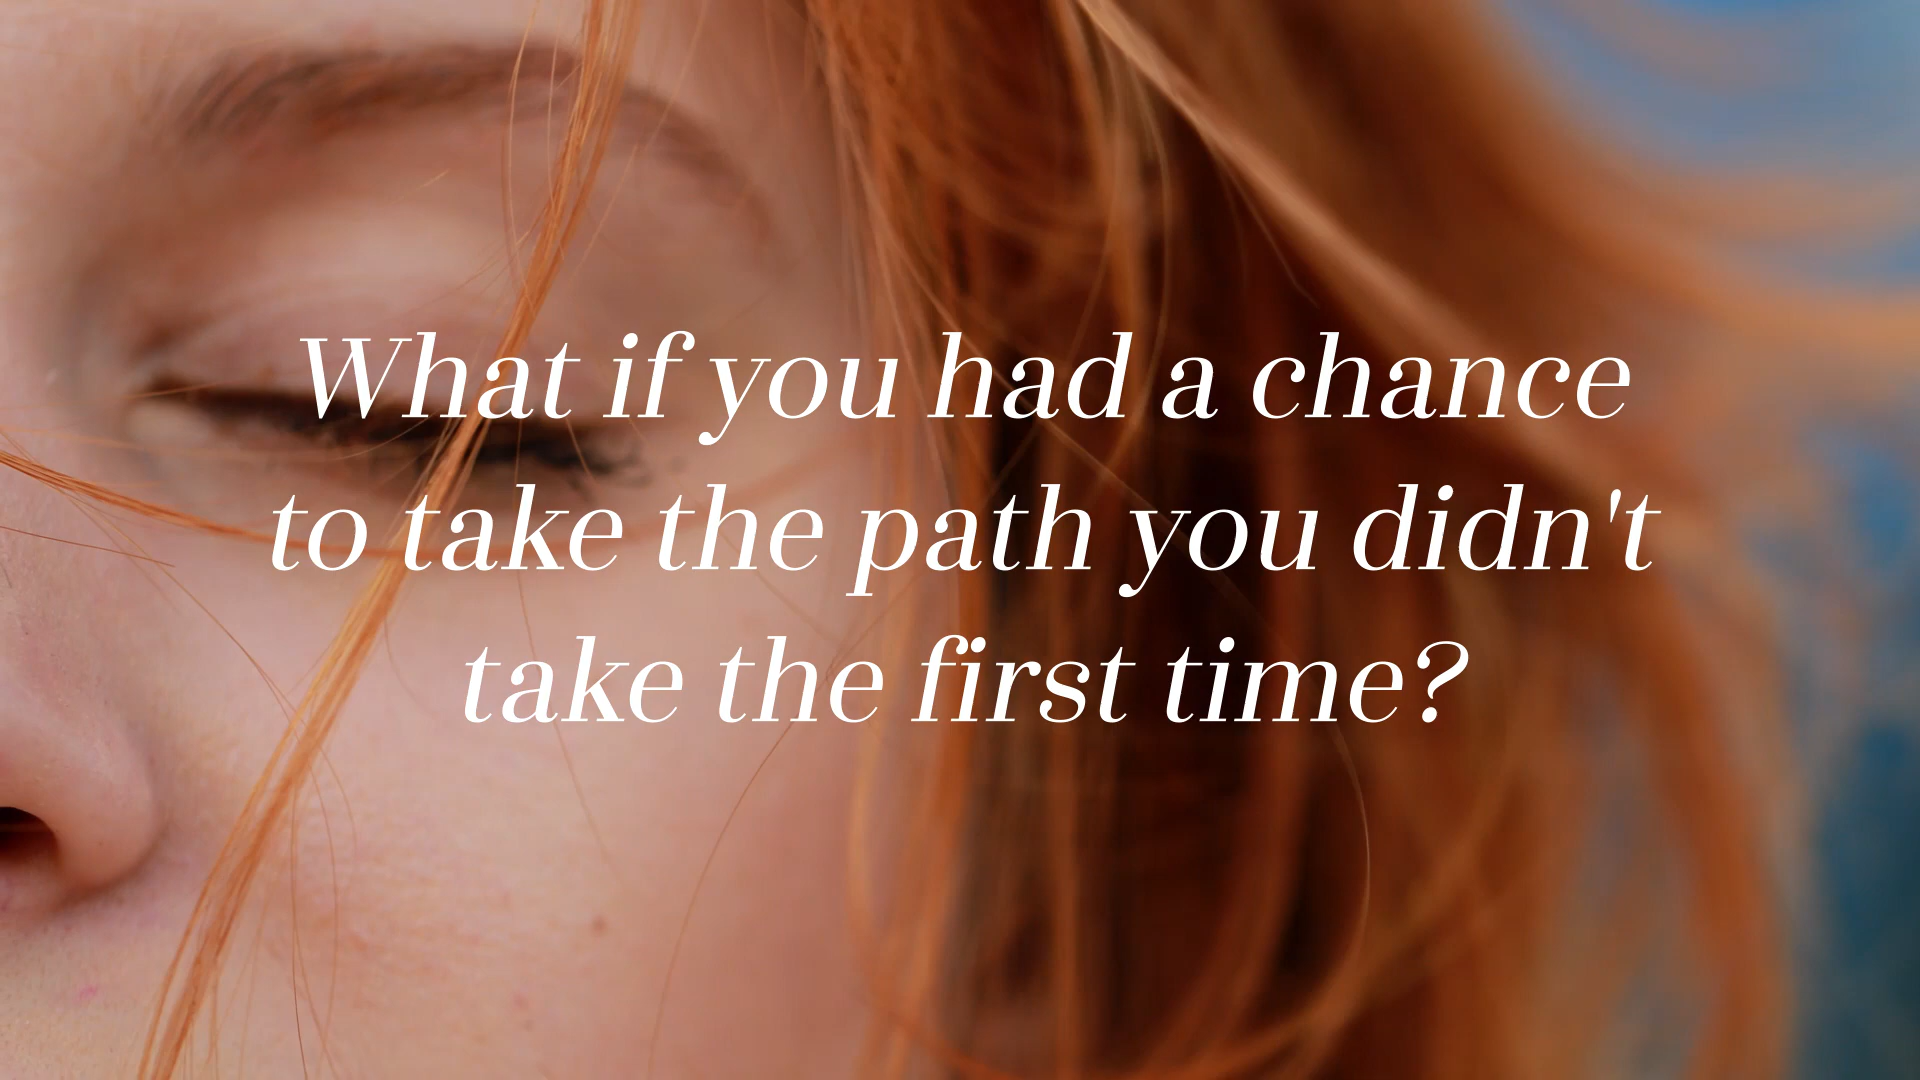 What if you had a chance
to take the path you didn't
take the first time?